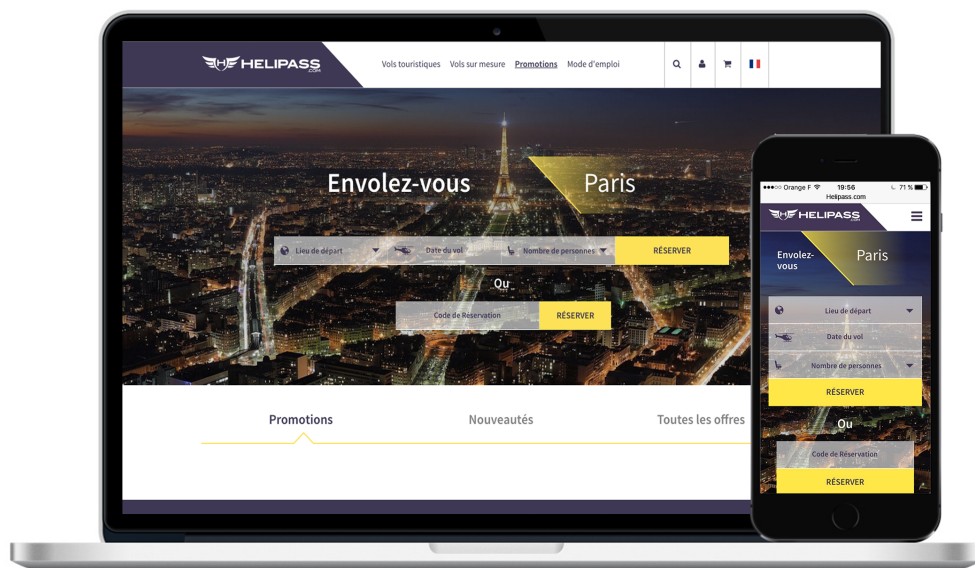 HELIPASS
.COM
Vols touristiques Vols sur mesure Promotions Mode d'emploi
Envolez-vous Paris
Lieu de départ Date du vol Nombre de personnes RÉSERVER
Ou
Code de Réservation RÉSERVER
Promotions Nouveautés Toutes les offres
Orange F 19:56 71 %
Helipass.com
HELIPASS
.COM
Envolez-
vous
Paris
Lieu de départ
Date du vol
Nombre de personnes
RÉSERVER
Ou
Code de Réservation
RÉSERVER